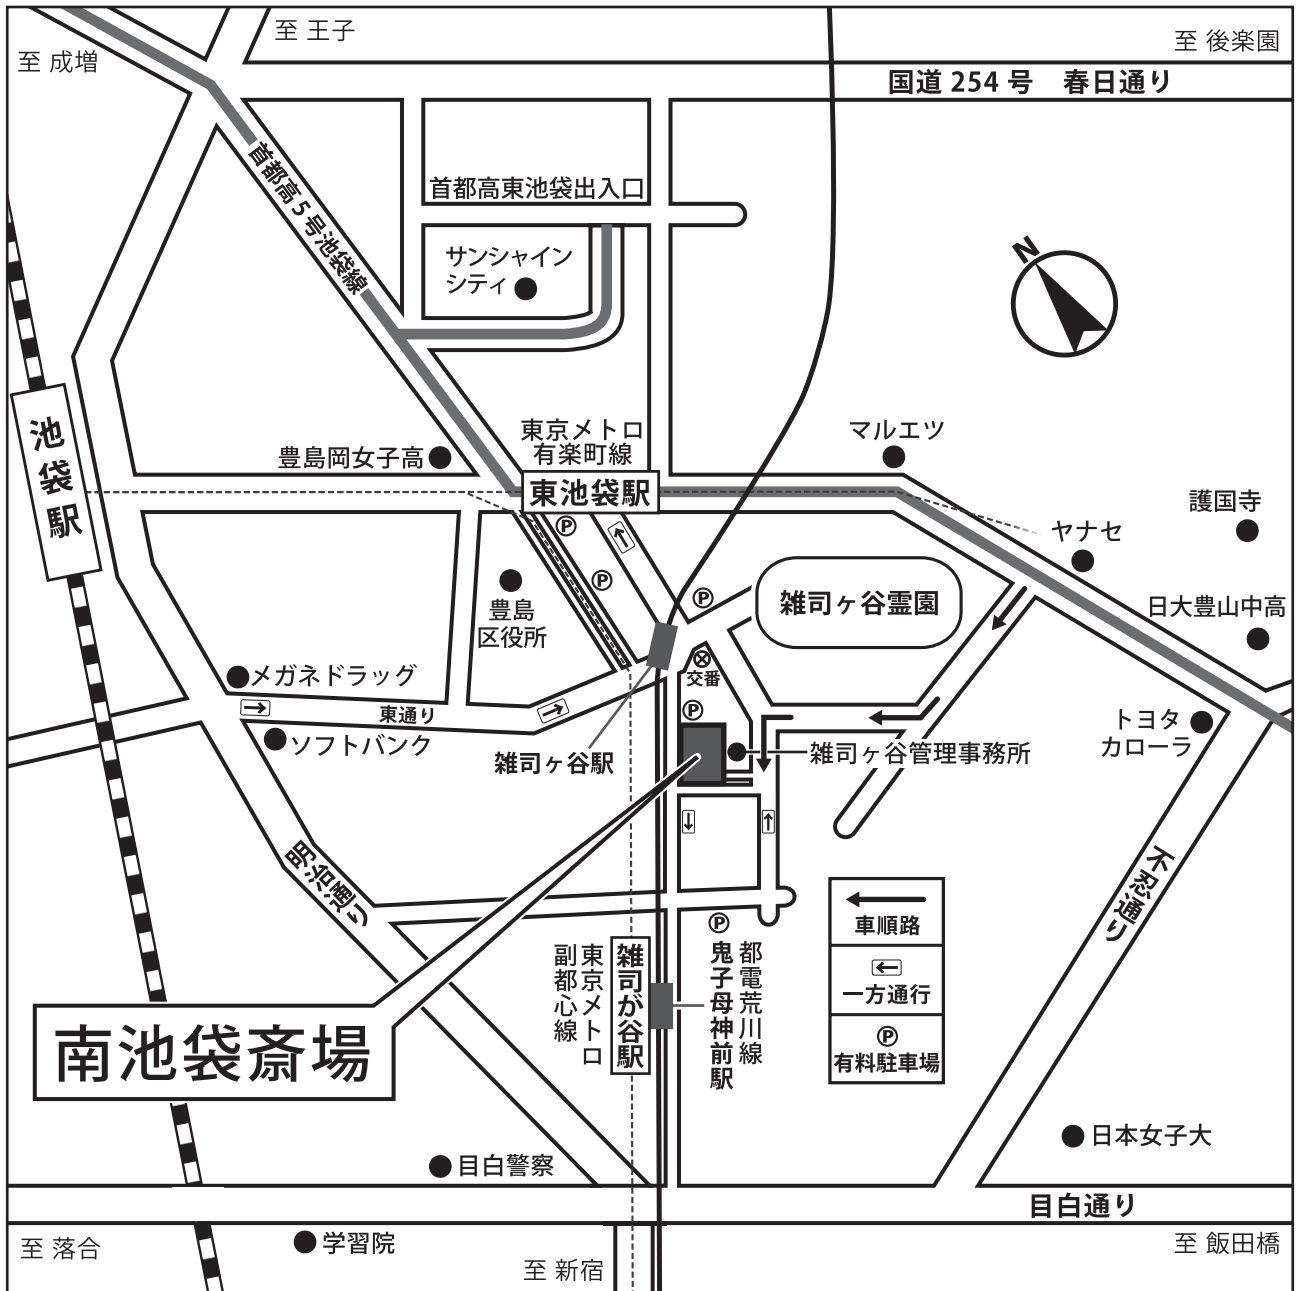 至 王子
至 成増
至 後楽園
国道 254 号　春日通り
首都高5号池袋線
首都高東池袋出入口
サンシャイン
シティ
N
池袋駅
豊島岡女子高
東京メトロ
有楽町線
東池袋駅
マルエツ
護国寺
ヤナセ
P
P
P
雑司ヶ谷霊園
日大豊山中高
豊島
区役所
交番
P
メガネドラッグ
東通り
ソフトバンク
雑司ヶ谷駅
雑司ヶ谷管理事務所
トヨタ
カローラ
明治通り
不忍通り
車順路
一方通行
P
有料駐車場
P
都電荒川線
鬼子母神前駅
雑司が谷駅
東京メトロ
副都心線
南池袋斎場
目白警察
日本女子大
目白通り
学習院
至 落合
至 新宿
至 飯田橋